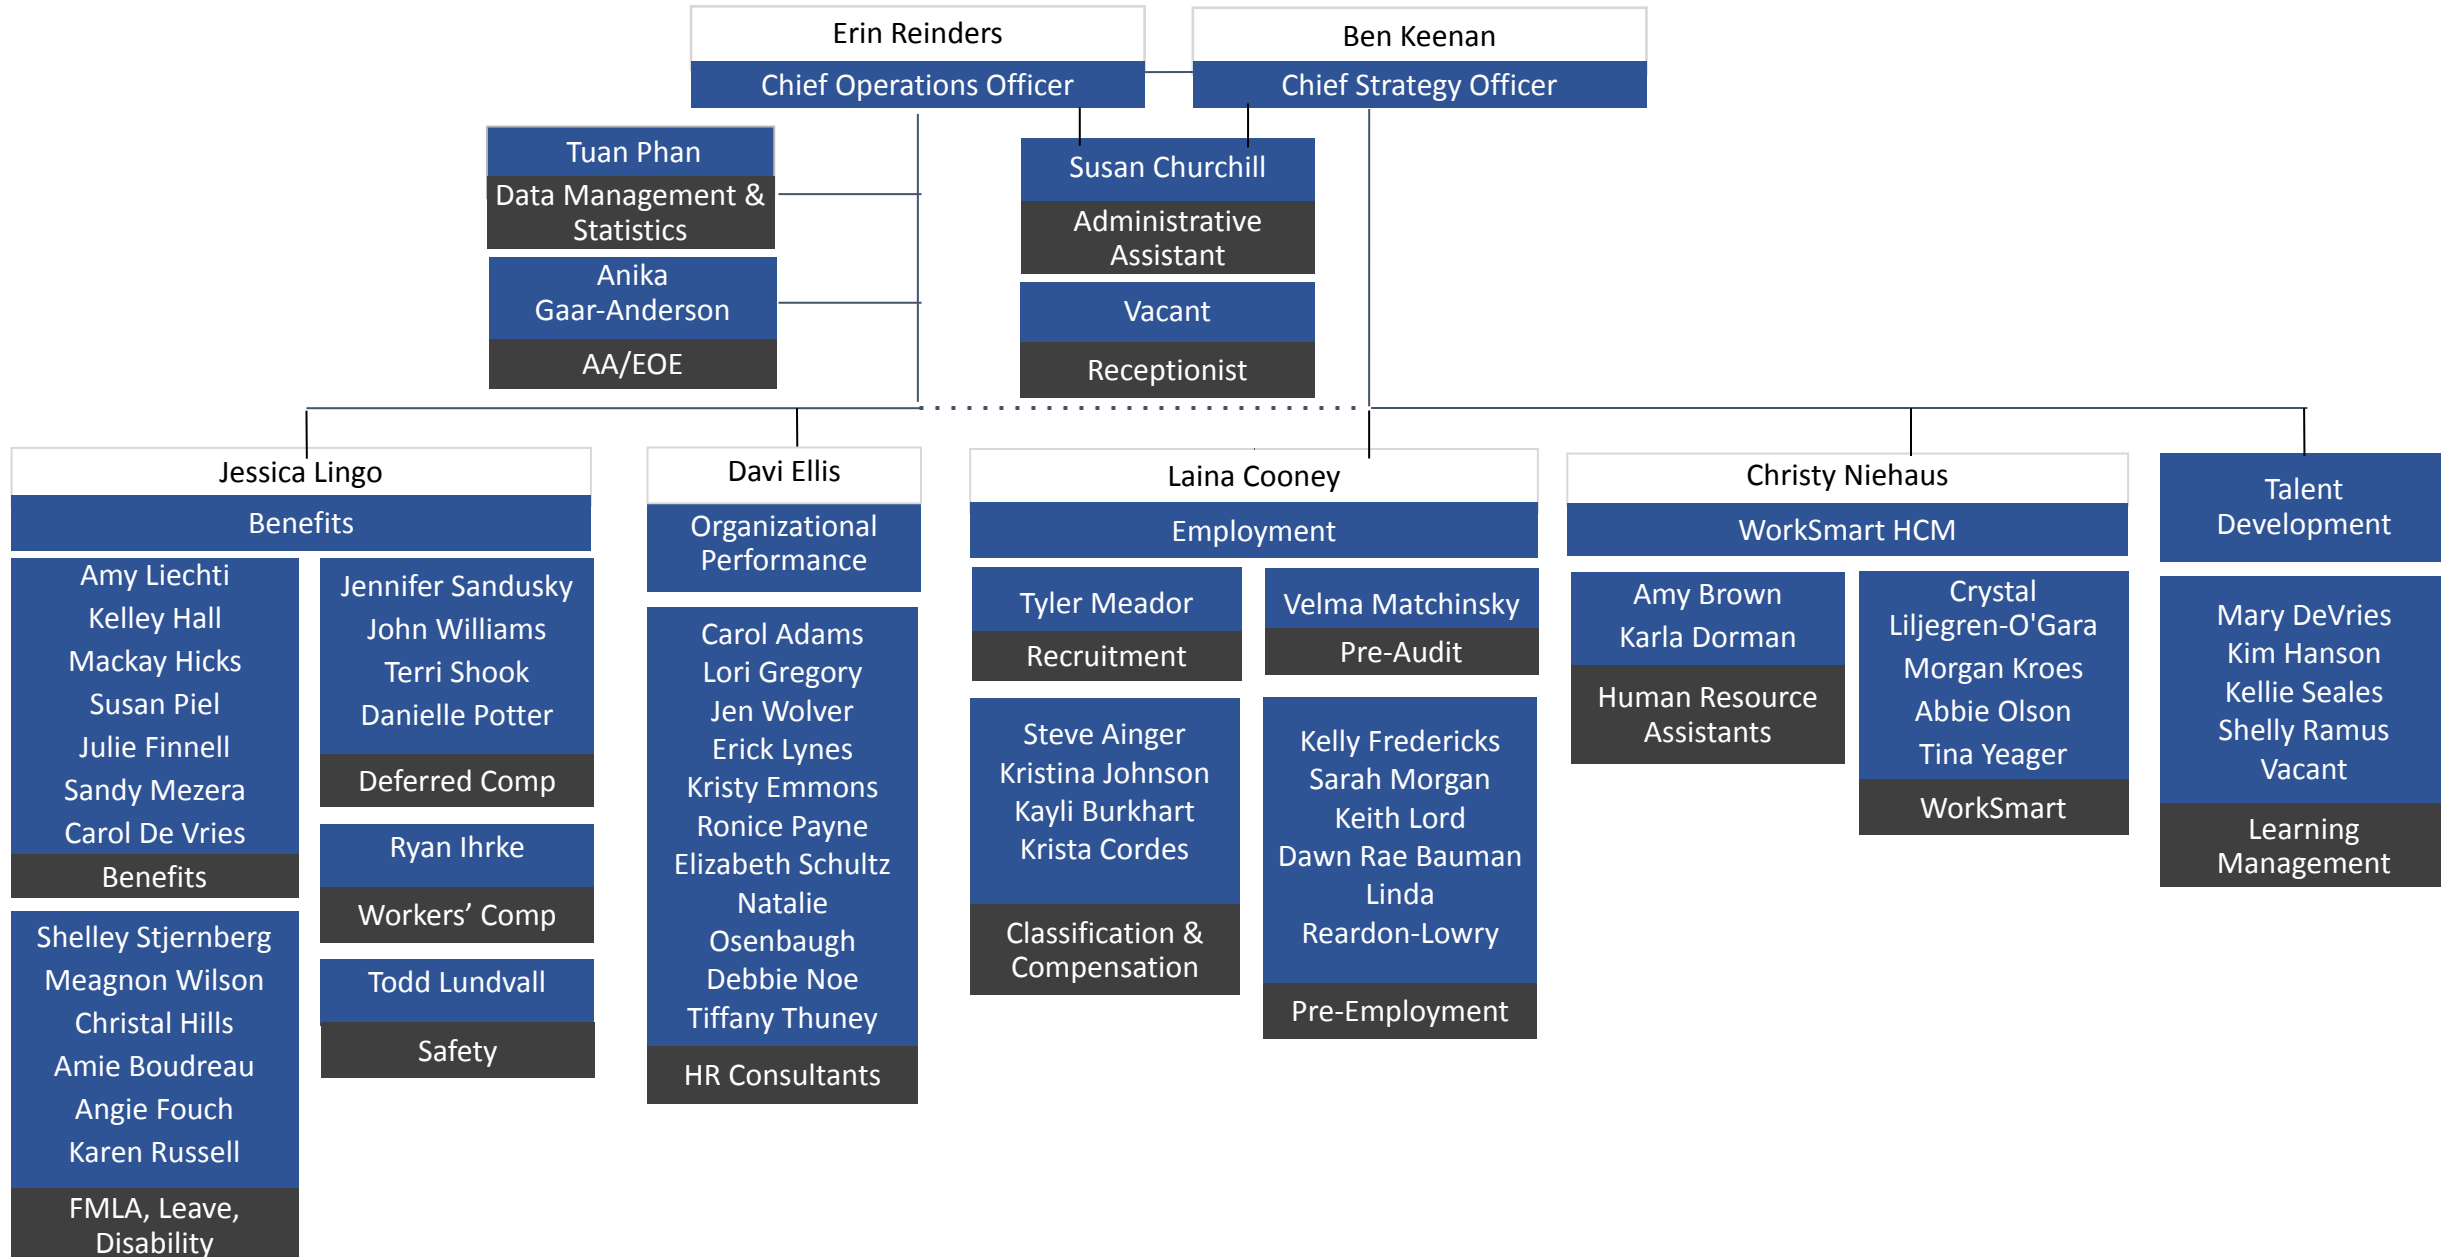 Erin Reinders
Chief Operations Officer
Ben Keenan
Chief Strategy Officer
Tuan Phan
Data Management &
Statistics
Anika
Gaar-Anderson
AA/EOE
Susan Churchill
Administrative
Assistant
Vacant
Receptionist
Jessica Lingo
Benefits
Amy Liechti
Kelley Hall
Mackay Hicks
Susan Piel
Julie Finnell
Sandy Mezera
Carol De Vries
Benefits
Shelley Stjernberg
Meagnon Wilson
Christal Hills
Amie Boudreau
Angie Fouch
Karen Russell
FMLA, Leave,
Disability
Jennifer Sandusky
John Williams
Terri Shook
Danielle Potter
Deferred Comp
Ryan Ihrke
Workers’ Comp
Todd Lundvall
Safety
Davi Ellis
Organizational
Performance
Carol Adams
Lori Gregory
Jen Wolver
Erick Lynes
Kristy Emmons
Ronice Payne
Elizabeth Schultz
Natalie
Osenbaugh
Debbie Noe
Tiffany Thuney
HR Consultants
Laina Cooney
Employment
Tyler Meador
Recruitment
Steve Ainger
Kristina Johnson
Kayli Burkhart
Krista Cordes
Classification &
Compensation
Velma Matchinsky
Pre-Audit
Kelly Fredericks
Sarah Morgan
Keith Lord
Dawn Rae Bauman
Linda
Reardon-Lowry
Pre-Employment
Christy Niehaus
WorkSmart HCM
Amy Brown
Karla Dorman
Human Resource
Assistants
Crystal
Liljegren-O'Gara
Morgan Kroes
Abbie Olson
Tina Yeager
WorkSmart
Talent
Development
Mary DeVries
Kim Hanson
Kellie Seales
Shelly Ramus
Vacant
Learning
Management